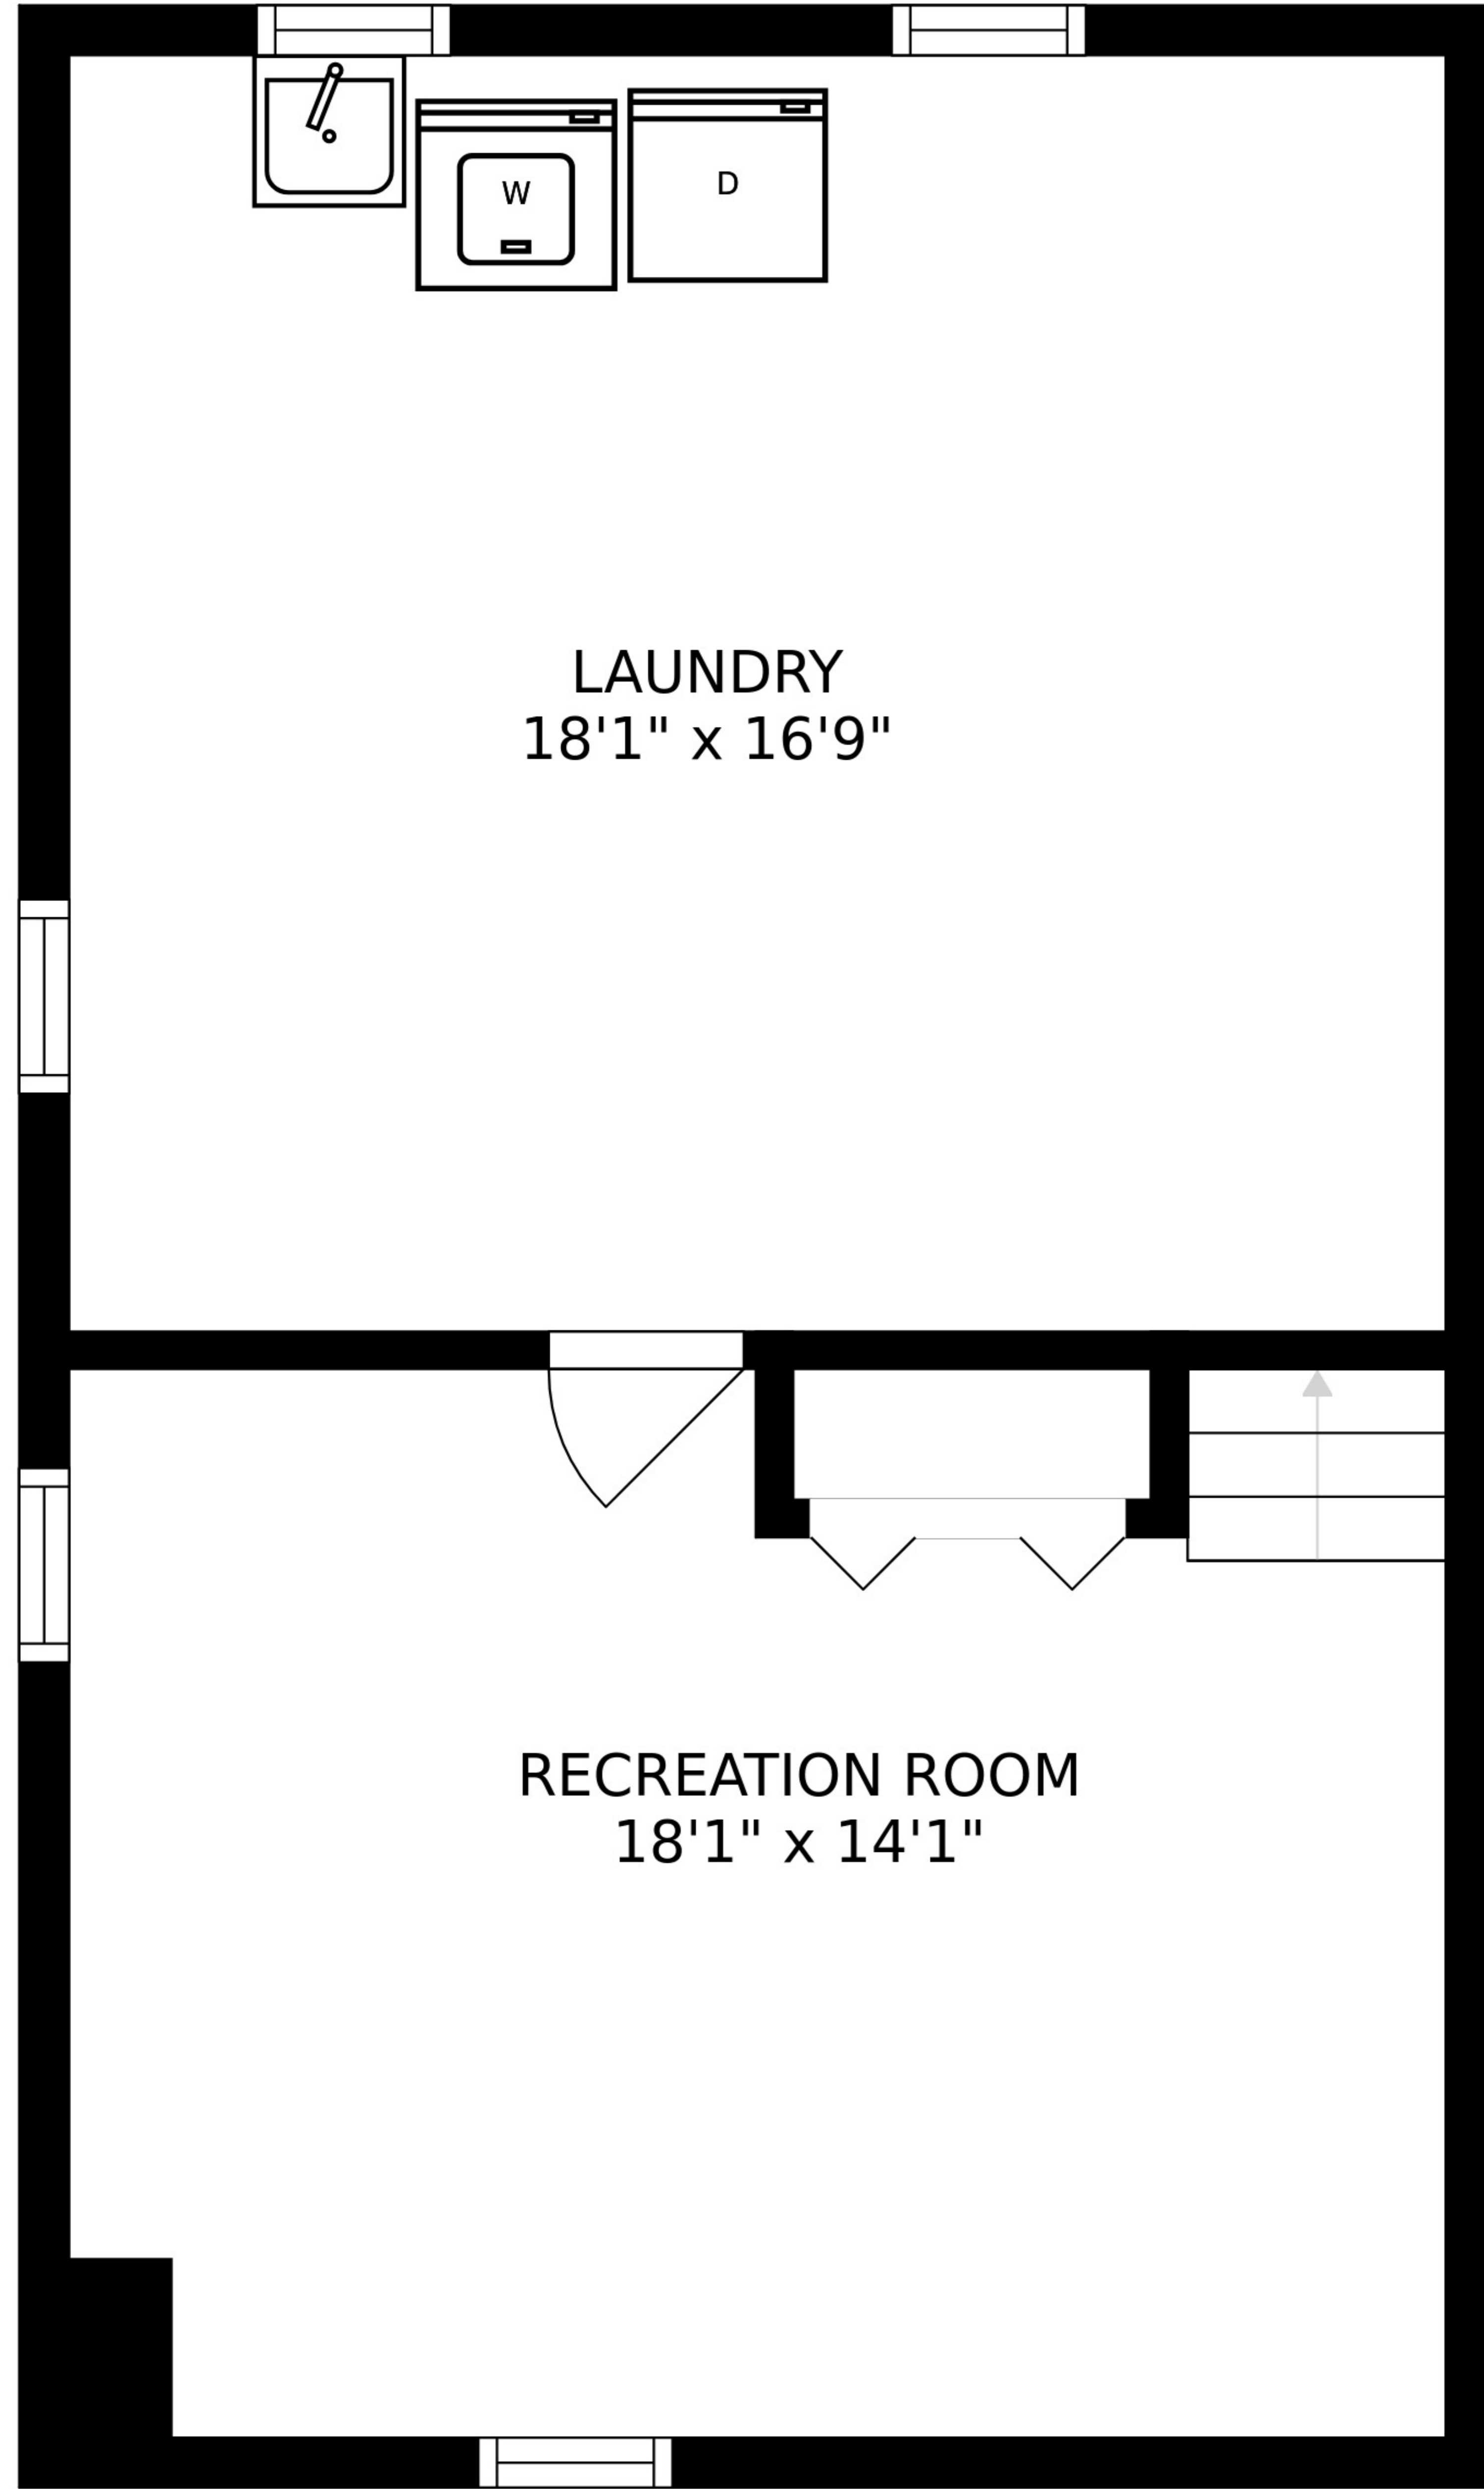 W
D
LAUNDRY
18'1" x 16'9"
RECREATION ROOM
18'1" x 14'1"